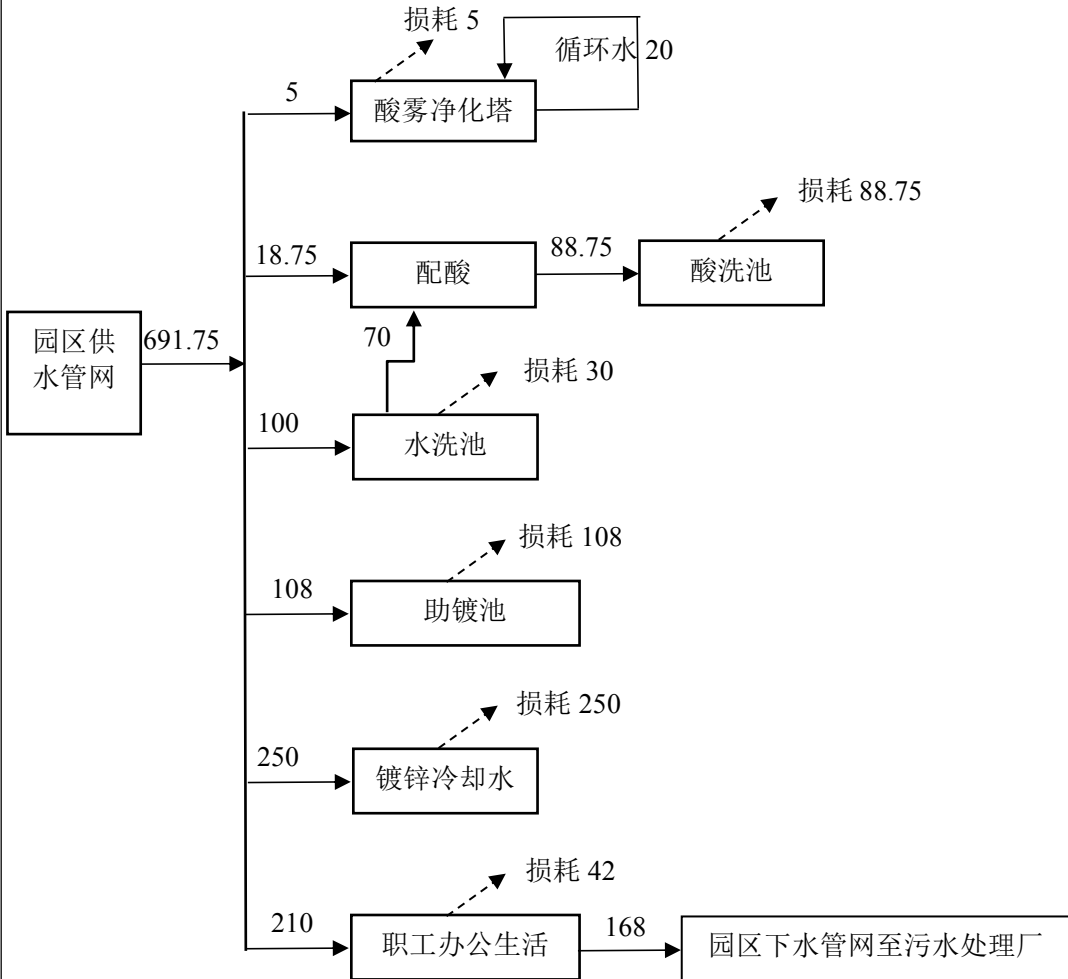 损耗 5
循环水 20
5
酸雾净化塔
损耗 88.75
18.75
配酸
88.75
酸洗池
园区供
水管网
691.75
70
损耗 30
100
水洗池
损耗 108
108
助镀池
损耗 250
250
镀锌冷却水
损耗 42
210
职工办公生活
168
园区下水管网至污水处理厂